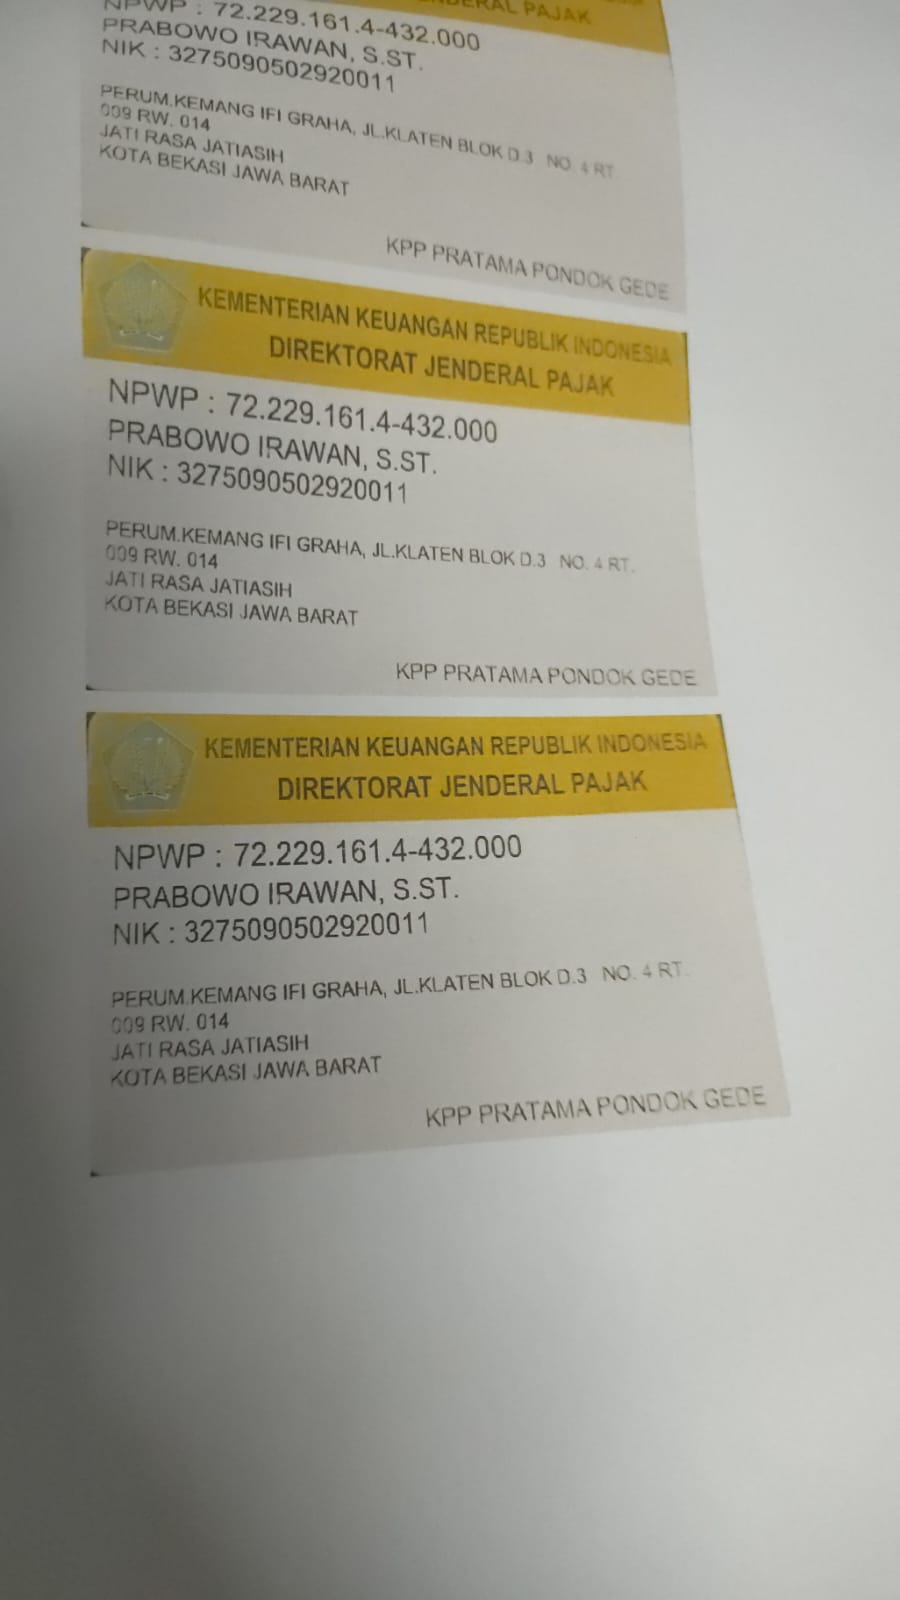 DERAL PAJAK
NPWP : 72.229.161.4-432.000
PRABOWO IRAWAN, S.ST.
NIK : 3275090502920011
PERUM.KEMANG IFI GRAHA, JL.KLATEN BLOK D.3 NO. 4 RT.
009 RW. 014
JATI RASA JATIASIH
KOTA BEKASI JAWA BARAT
KPP PRATAMA PONDOK GEDE
KEMENTERIAN KEUANGAN REPUBLIK INDONESIA
DIREKTORAT JENDERAL PAJAK
NPWP : 72.229.161.4-432.000
PRABOWO IRAWAN, S.ST.
NIK : 3275090502920011
PERUM.KEMANG IFI GRAHA, JL.KLATEN BLOK D.3 NO. 4 RT.
009 RW. 014
JATI RASA JATIASIH
KOTA BEKASI JAWA BARAT
KPP PRATAMA PONDOK GEDE
KEMENTERIAN KEUANGAN REPUBLIK INDONESIA
DIREKTORAT JENDERAL PAJAK
NPWP : 72.229.161.4-432.000
PRABOWO IRAWAN, S.ST.
NIK : 3275090502920011
PERUM.KEMANG IFI GRAHA, JL.KLATEN BLOK D.3 NO. 4 RT.
009 RW. 014
JATI RASA JATIASIH
KOTA BEKASI JAWA BARAT
KPP PRATAMA PONDOK GEDE